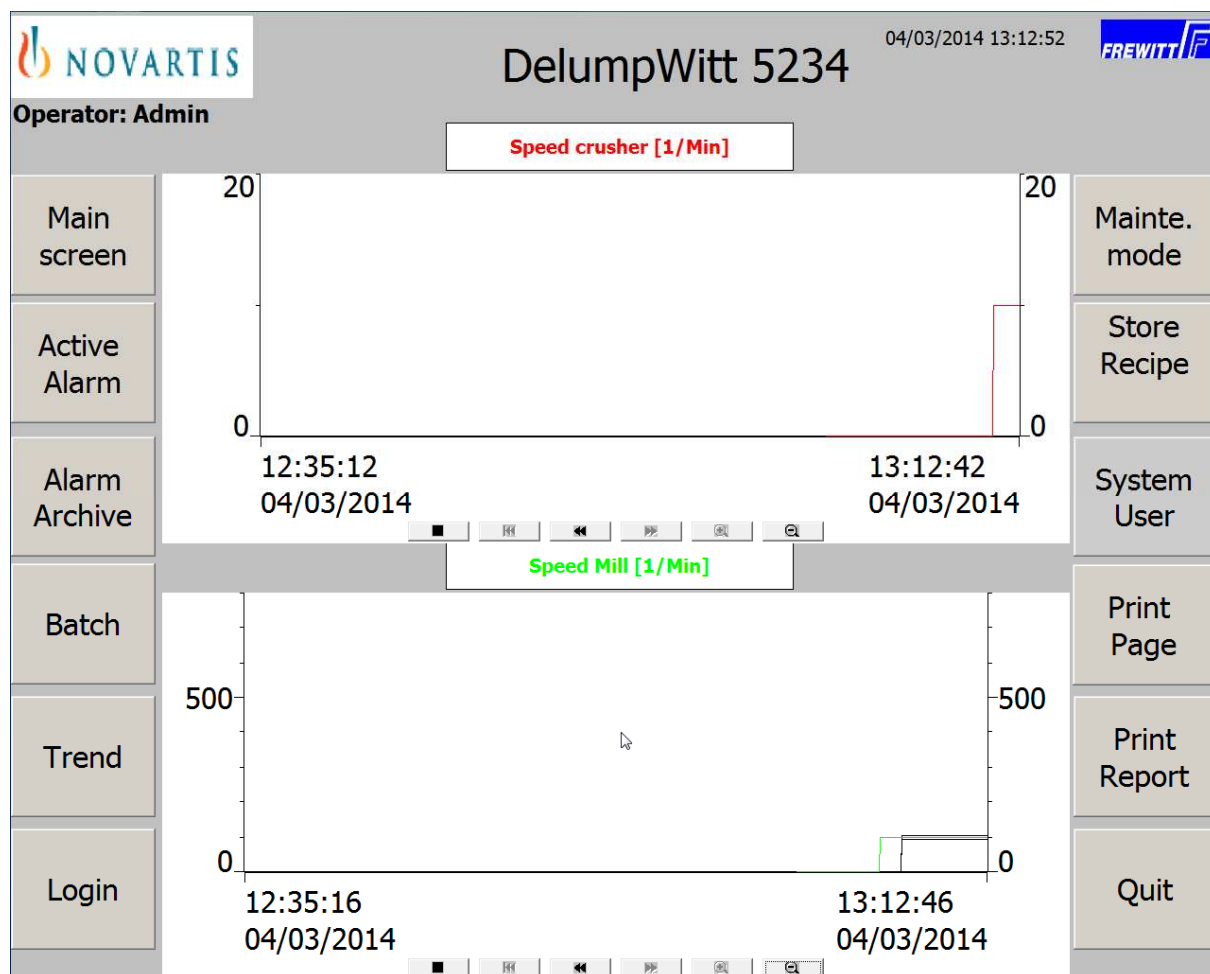 NOVARTIS
DelumpWitt 5234
04/03/2014 13:12:52
FREWITT
Operator: Admin
Speed crusher [1/Min]
Main
screen
Active
Alarm
Alarm
Archive
Batch
Trend
Login
20
20
0
0
12:35:12
04/03/2014
13:12:42
04/03/2014
Speed Mill [1/Min]
500
500
0
0
12:35:16
04/03/2014
13:12:46
04/03/2014
Mainte.
mode
Store
Recipe
System
User
Print
Page
Print
Report
Quit